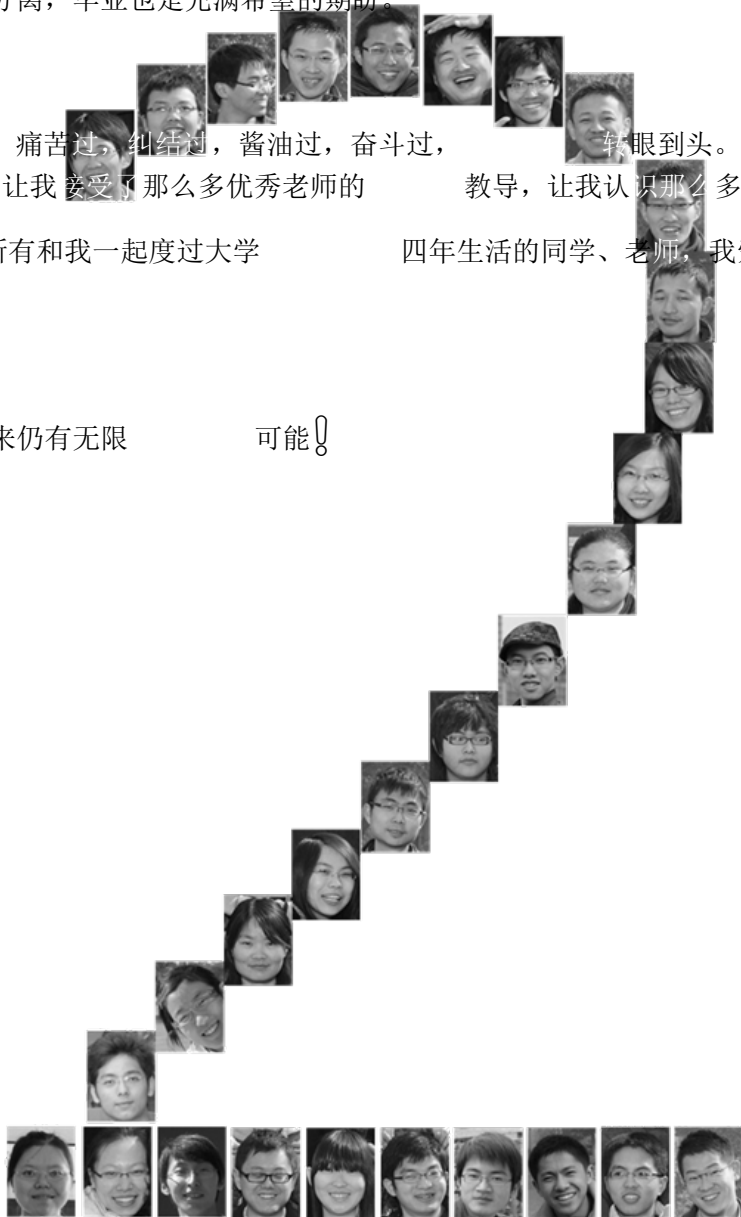 离，毕业也是充满希望的期盼。
痛苦过，纠结过，酱油过，奋斗过， 转眼到头。
让我接受了那么多优秀老师的 教导，让我认识那么多
所有和我一起度过大学 四年生活的同学、老师，我
来仍有无限 可能！